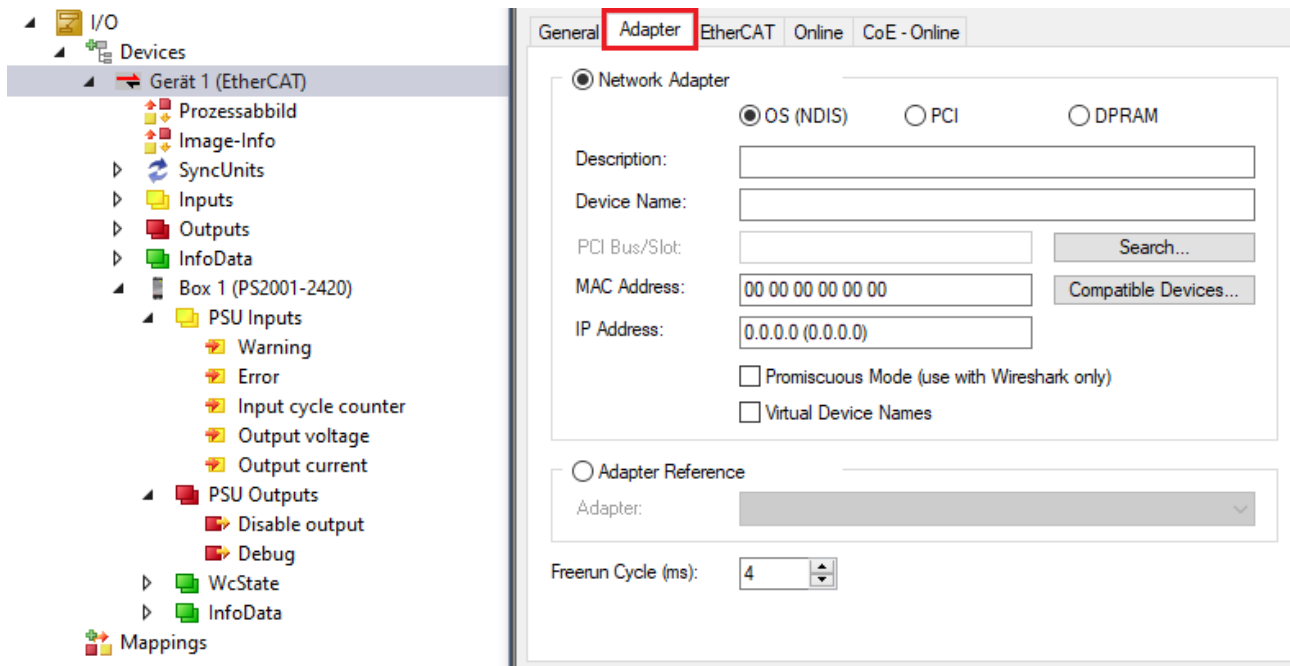 I/O
Devices
Gerät 1 (EtherCAT)
Prozessabbild
Image-Info
SyncUnits
Inputs
Outputs
InfoData
Box 1 (PS2001-2420)
PSU Inputs
Warning
Error
Input cycle counter
Output voltage
Output current
PSU Outputs
Disable output
Debug
WcState
InfoData
Mappings
General Adapter EtherCAT Online CoE - Online
Network Adapter
OS (NDIS) PCI DPRAM
Description:
Device Name:
PCI Bus/Slot: Search...
MAC Address: 00 00 00 00 00 00 Compatible Devices...
IP Address: 0.0.0.0 (0.0.0.0)
Promiscuous Mode (use with Wireshark only)
Virtual Device Names
Adapter Reference
Adapter:
Freerun Cycle (ms): 4